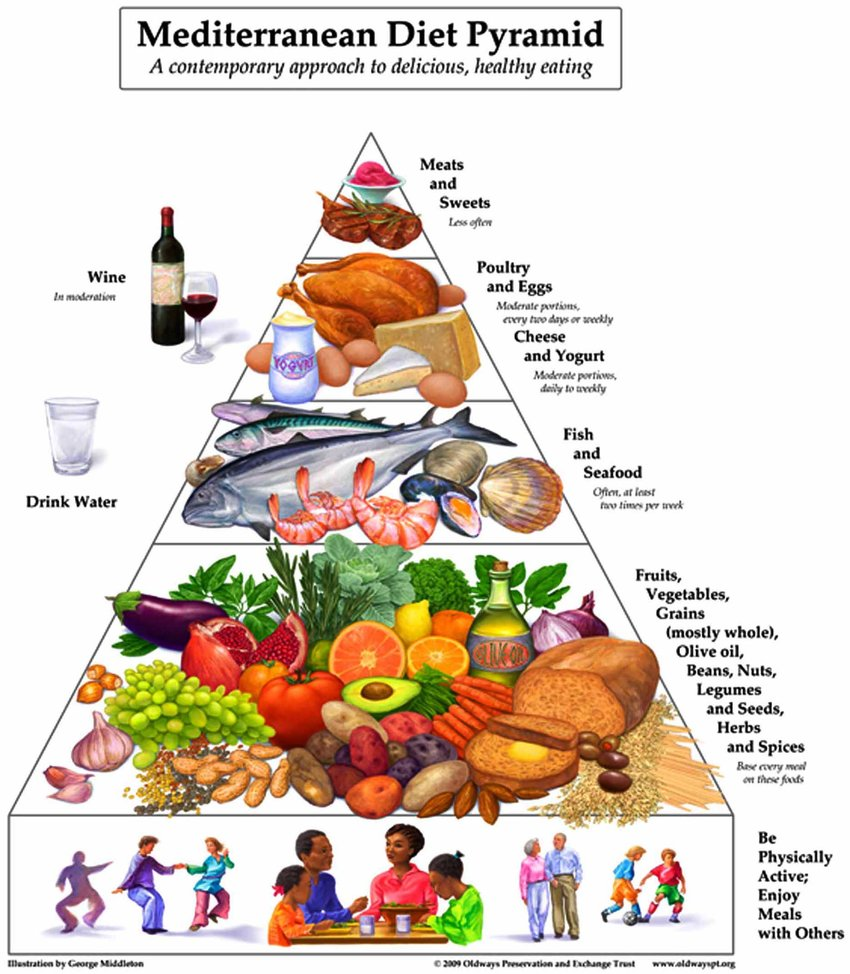 Mediterranean Diet Pyramid
A contemporary approach to delicious, healthy eating
Meats
and
Sweets
Less often
Wine
In moderation
Poultry
and Eggs
Moderate portions,
every two days or weekly
Cheese
and Yogurt
Moderate portions,
daily to weekly
YOGURT
Drink Water
Fish
and
Seafood
Often, at least
two times per week
Fruits,
Vegetables,
Grains
(mostly whole),
Olive oil,
Beans, Nuts,
Legumes
and Seeds,
Herbs
and Spices
Base every meal
on these foods
OLIVE OIL
Be
Physically
Active;
Enjoy
Meals
with Others
Illustration by George Middleton
© 2009 Oldways Preservation and Exchange Trust www.oldwayspt.org